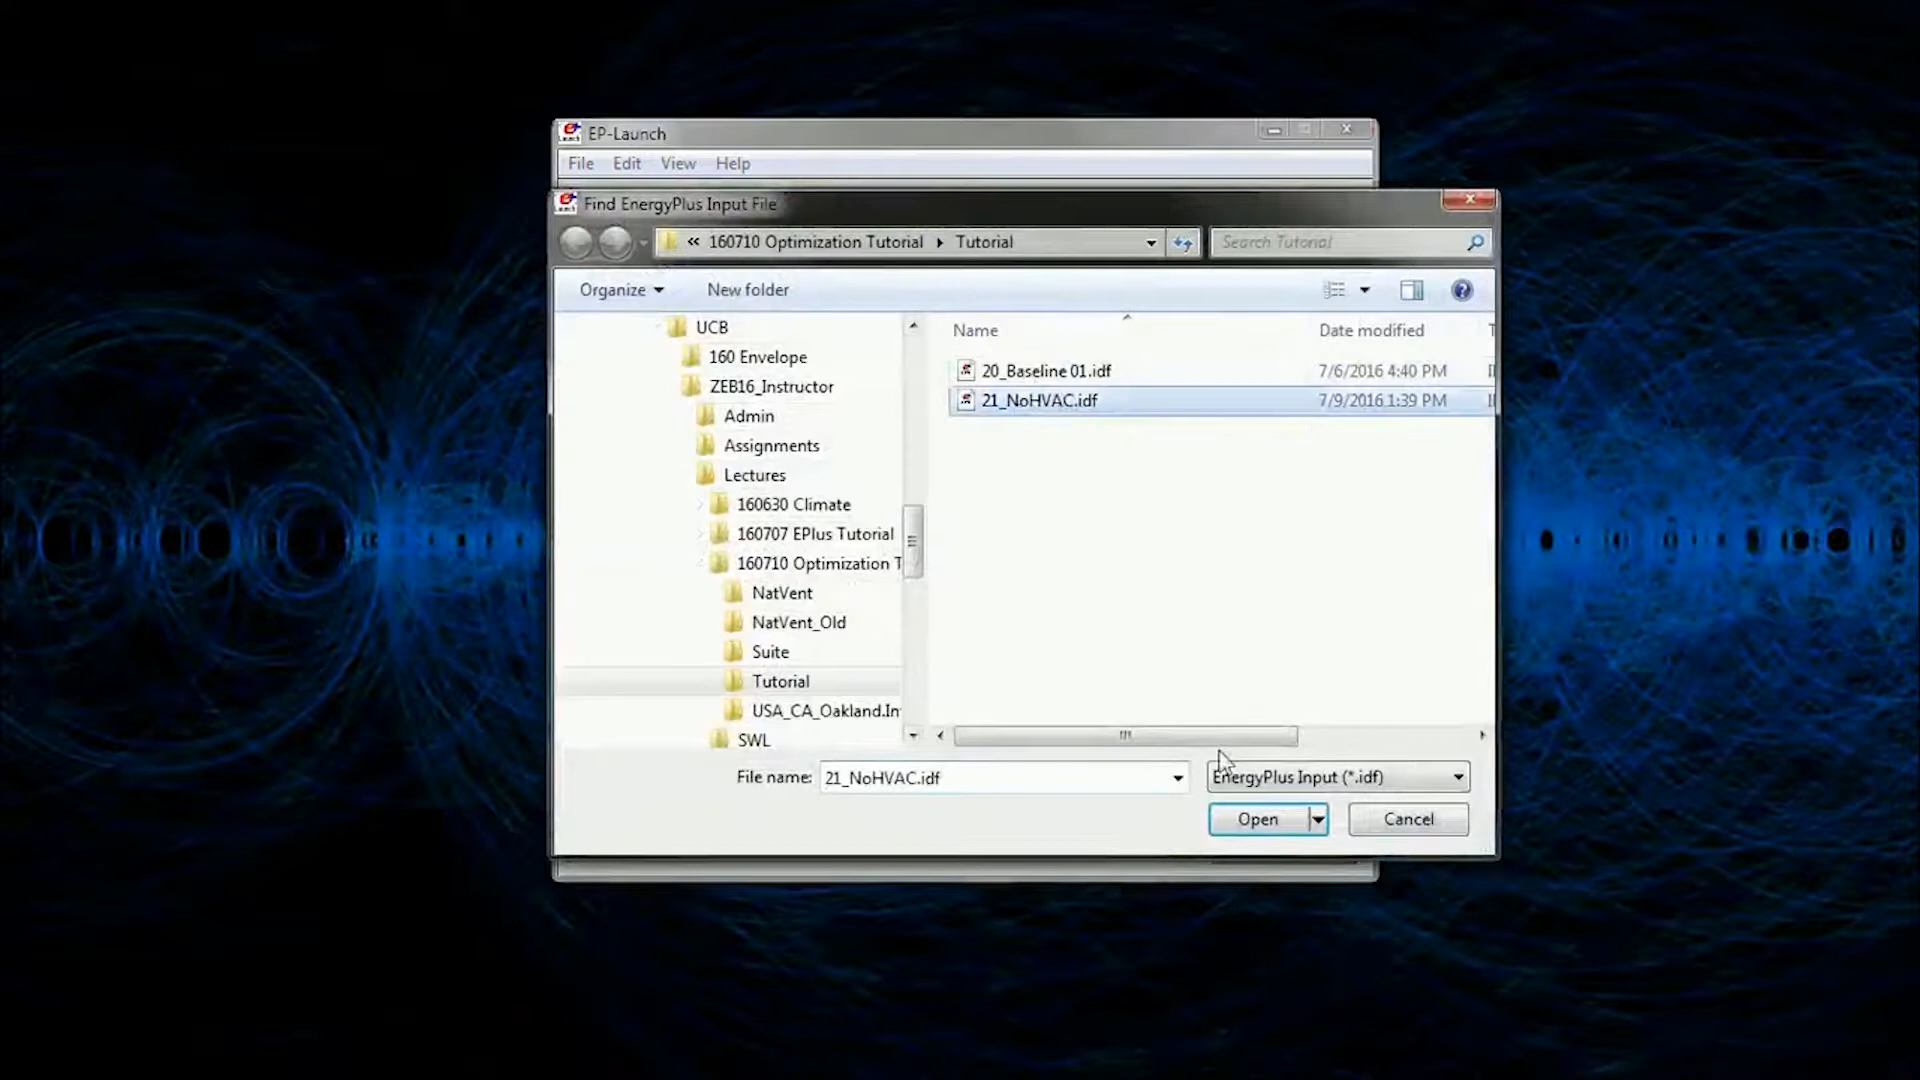 EP-Launch
File Edit View Help
Find EnergyPlus Input File
« 160710 Optimization Tutorial Tutorial
Search Tutorial
Organize New folder
UCB
160 Envelope
ZEB16_Instructor
Admin
Assignments
Lectures
160630 Climate
160707 EPlus Tutorial
160710 Optimization T
NatVent
NatVent_Old
Suite
Tutorial
USA_CA_Oakland.In
SWL
Name Date modified T
20_Baseline 01.idf 7/6/2016 4:40 PM
21_NoHVAC.idf 7/9/2016 1:39 PM
File name: 21_NoHVAC.idf
EnergyPlus Input (*.idf)
Open Cancel